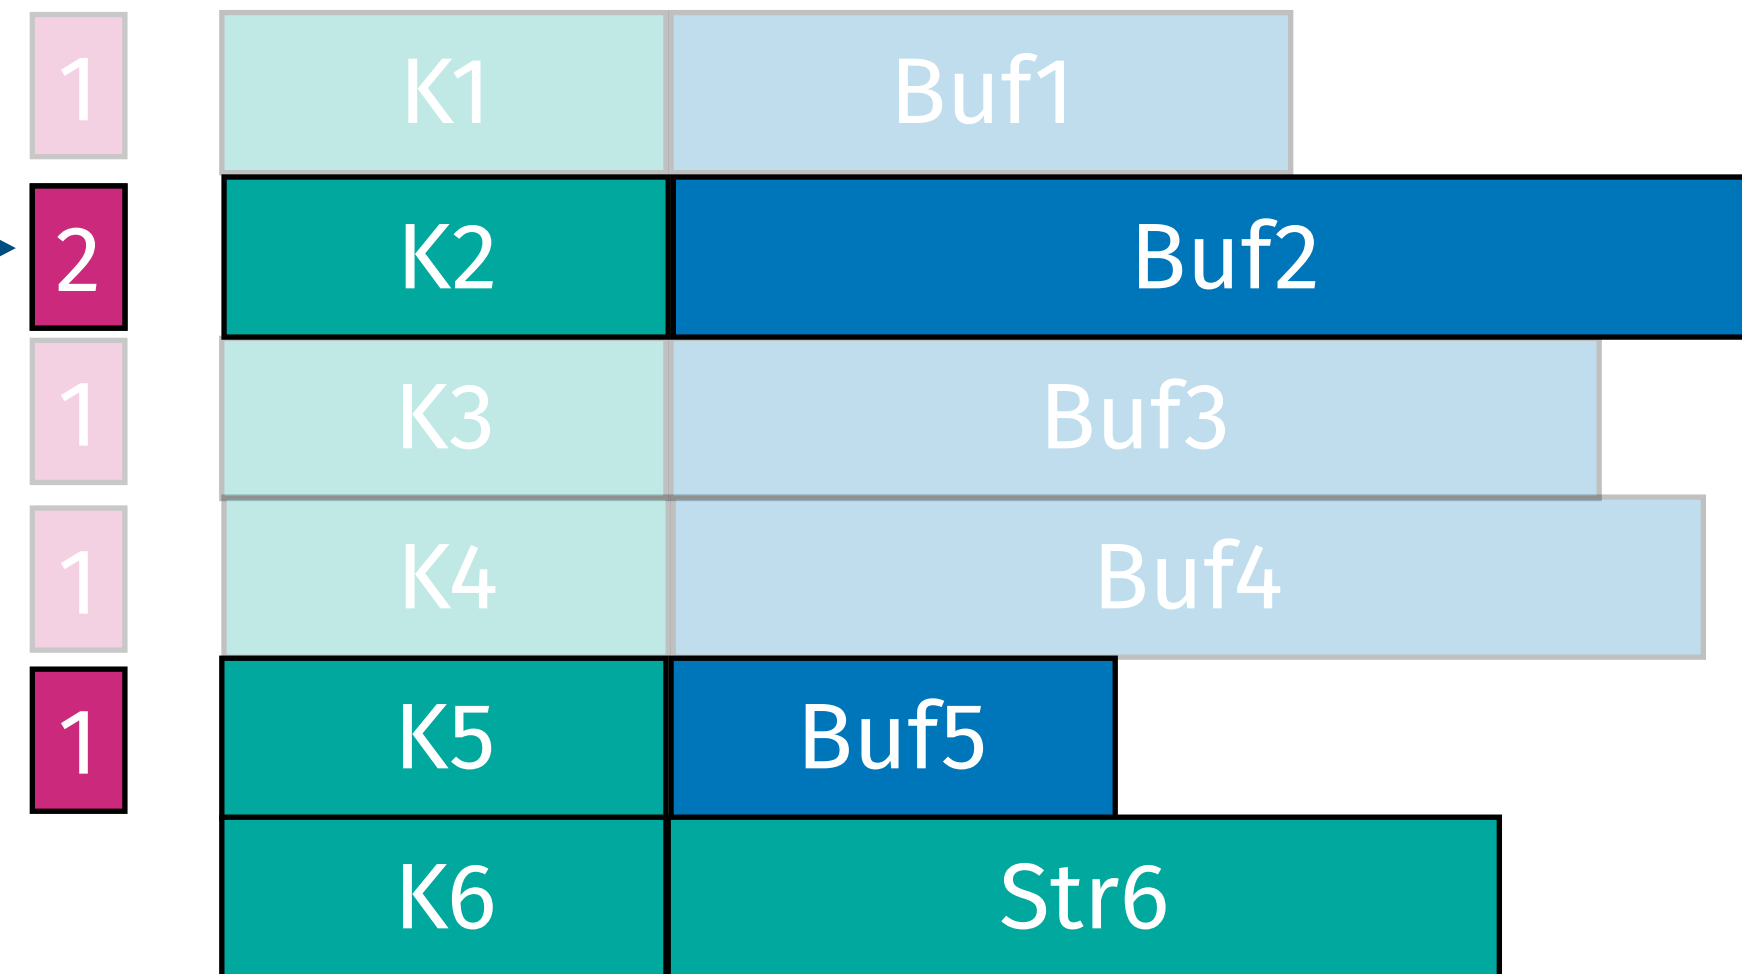 1 K1 Buf1
2 K2 Buf2
1 K3 Buf3
1 K4 Buf4
1 K5 Buf5
K6 Str6